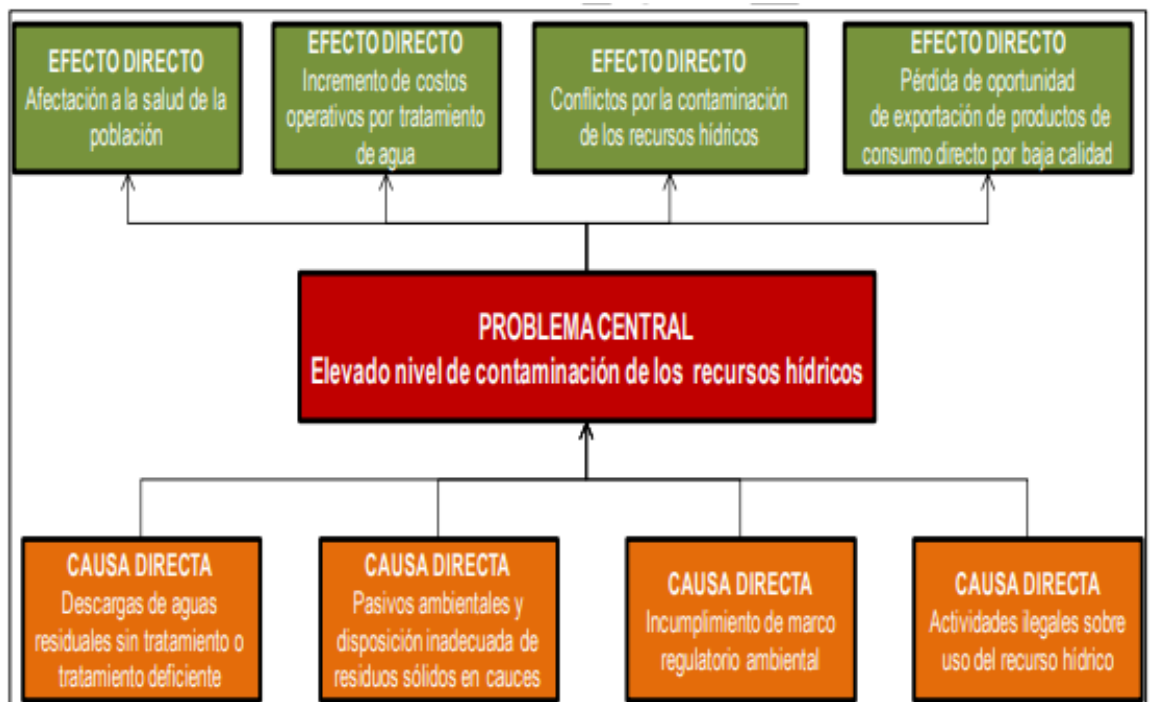 EFECTO DIRECTO
Afectación a la salud de la
población
EFECTO DIRECTO
Incremento de costos
operativos por tratamiento
de agua
EFECTO DIRECTO
Conflictos por la contaminación
de los recursos hídricos
EFECTO DIRECTO
Pérdida de oportunidad
de exportación de productos de
consumo directo por baja calidad
PROBLEMA CENTRAL
Elevado nivel de contaminación de los recursos hídricos
CAUSA DIRECTA
Descargas de aguas
residuales sin tratamiento o
tratamiento deficiente
CAUSA DIRECTA
Pasivos ambientales y
disposición inadecuada de
residuos sólidos en cauces
CAUSA DIRECTA
Incumplimiento de marco
regulatorio ambiental
CAUSA DIRECTA
Actividades ilegales sobre
uso del recurso hídrico